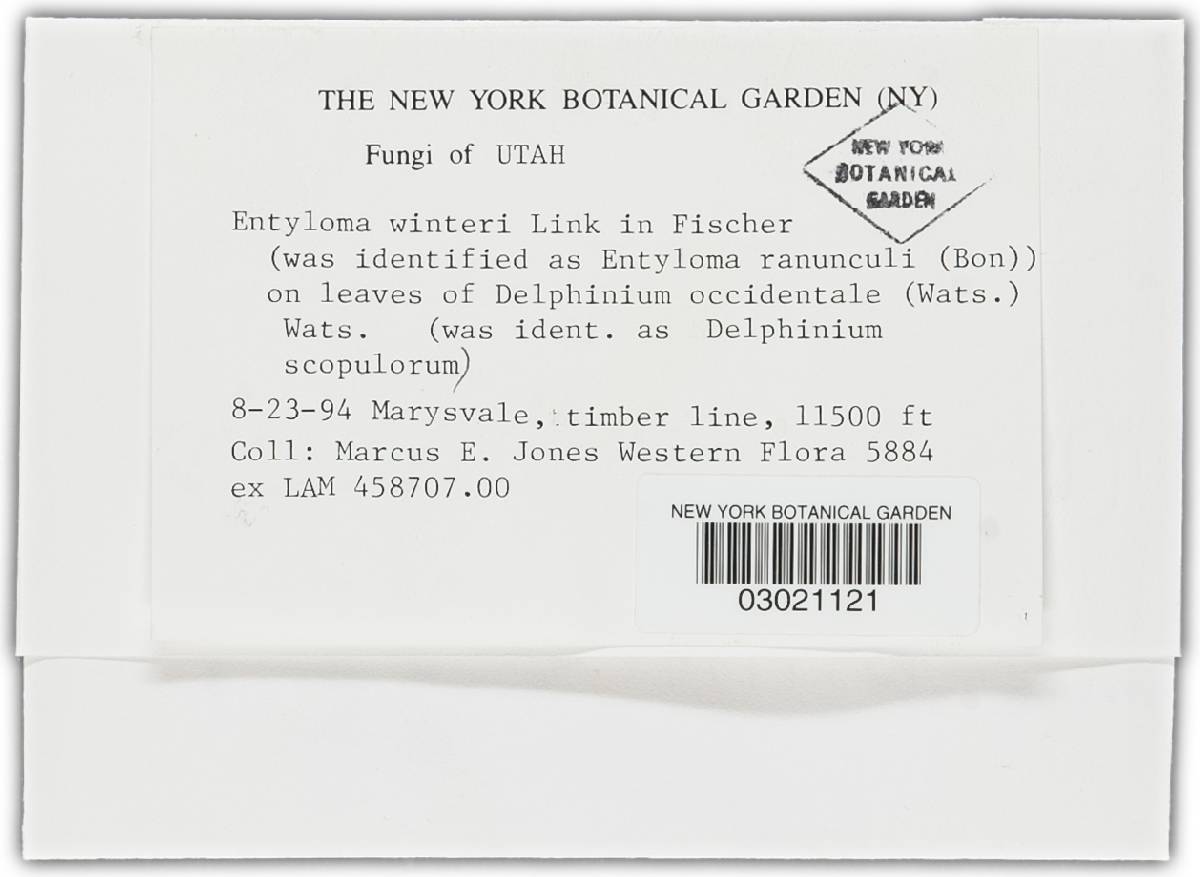 THE NEW YORK BOTANICAL GARDEN (NY)
Fungi of UTAH
NEW YORK
BOTANICAL
GARDEN
Entyloma winteri Link in Fischer
(was identified as Entyloma ranunculi (Bon))
on leaves of Delphinium occidentale (Wats.)
Wats. (was ident. as Delphinium
scopulorum)
8-23-94 Marysvale, timber line, 11500 ft
Coll: Marcus E. Jones Western Flora 5884
ex LAM 458707.00
NEW YORK BOTANICAL GARDEN
03021121